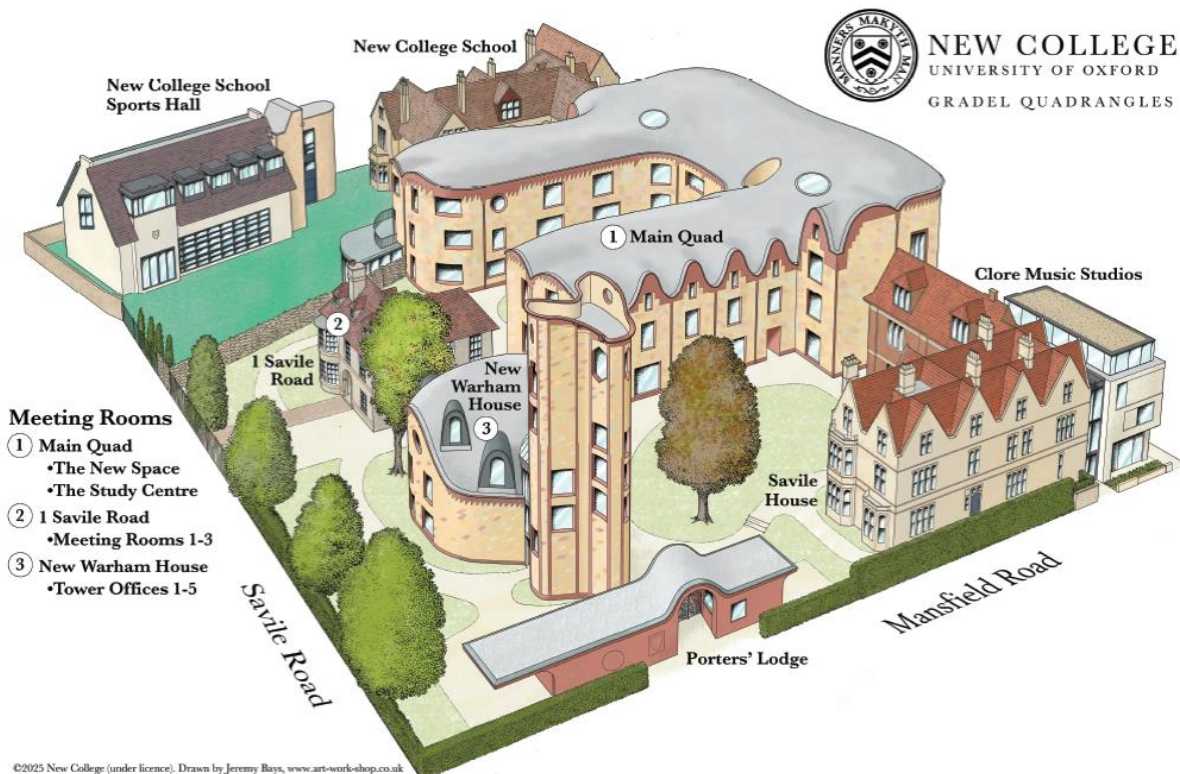 New College School
New College School
Sports Hall
MANNERS MAKYTH MAN
NEW COLLEGE
UNIVERSITY OF OXFORD
GRADEL QUADRANGLES
1 Main Quad
Clore Music Studios
2
1 Savile
Road
New
Warham
House
3
Savile
House
Meeting Rooms
1 Main Quad
•The New Space
•The Study Centre
2 1 Savile Road
•Meeting Rooms 1-3
3 New Warham House
•Tower Offices 1-5
Savile Road
Mansfield Road
Porters' Lodge
©2025 New College (under licence). Drawn by Jeremy Bays, www.art-work-shop.co.uk